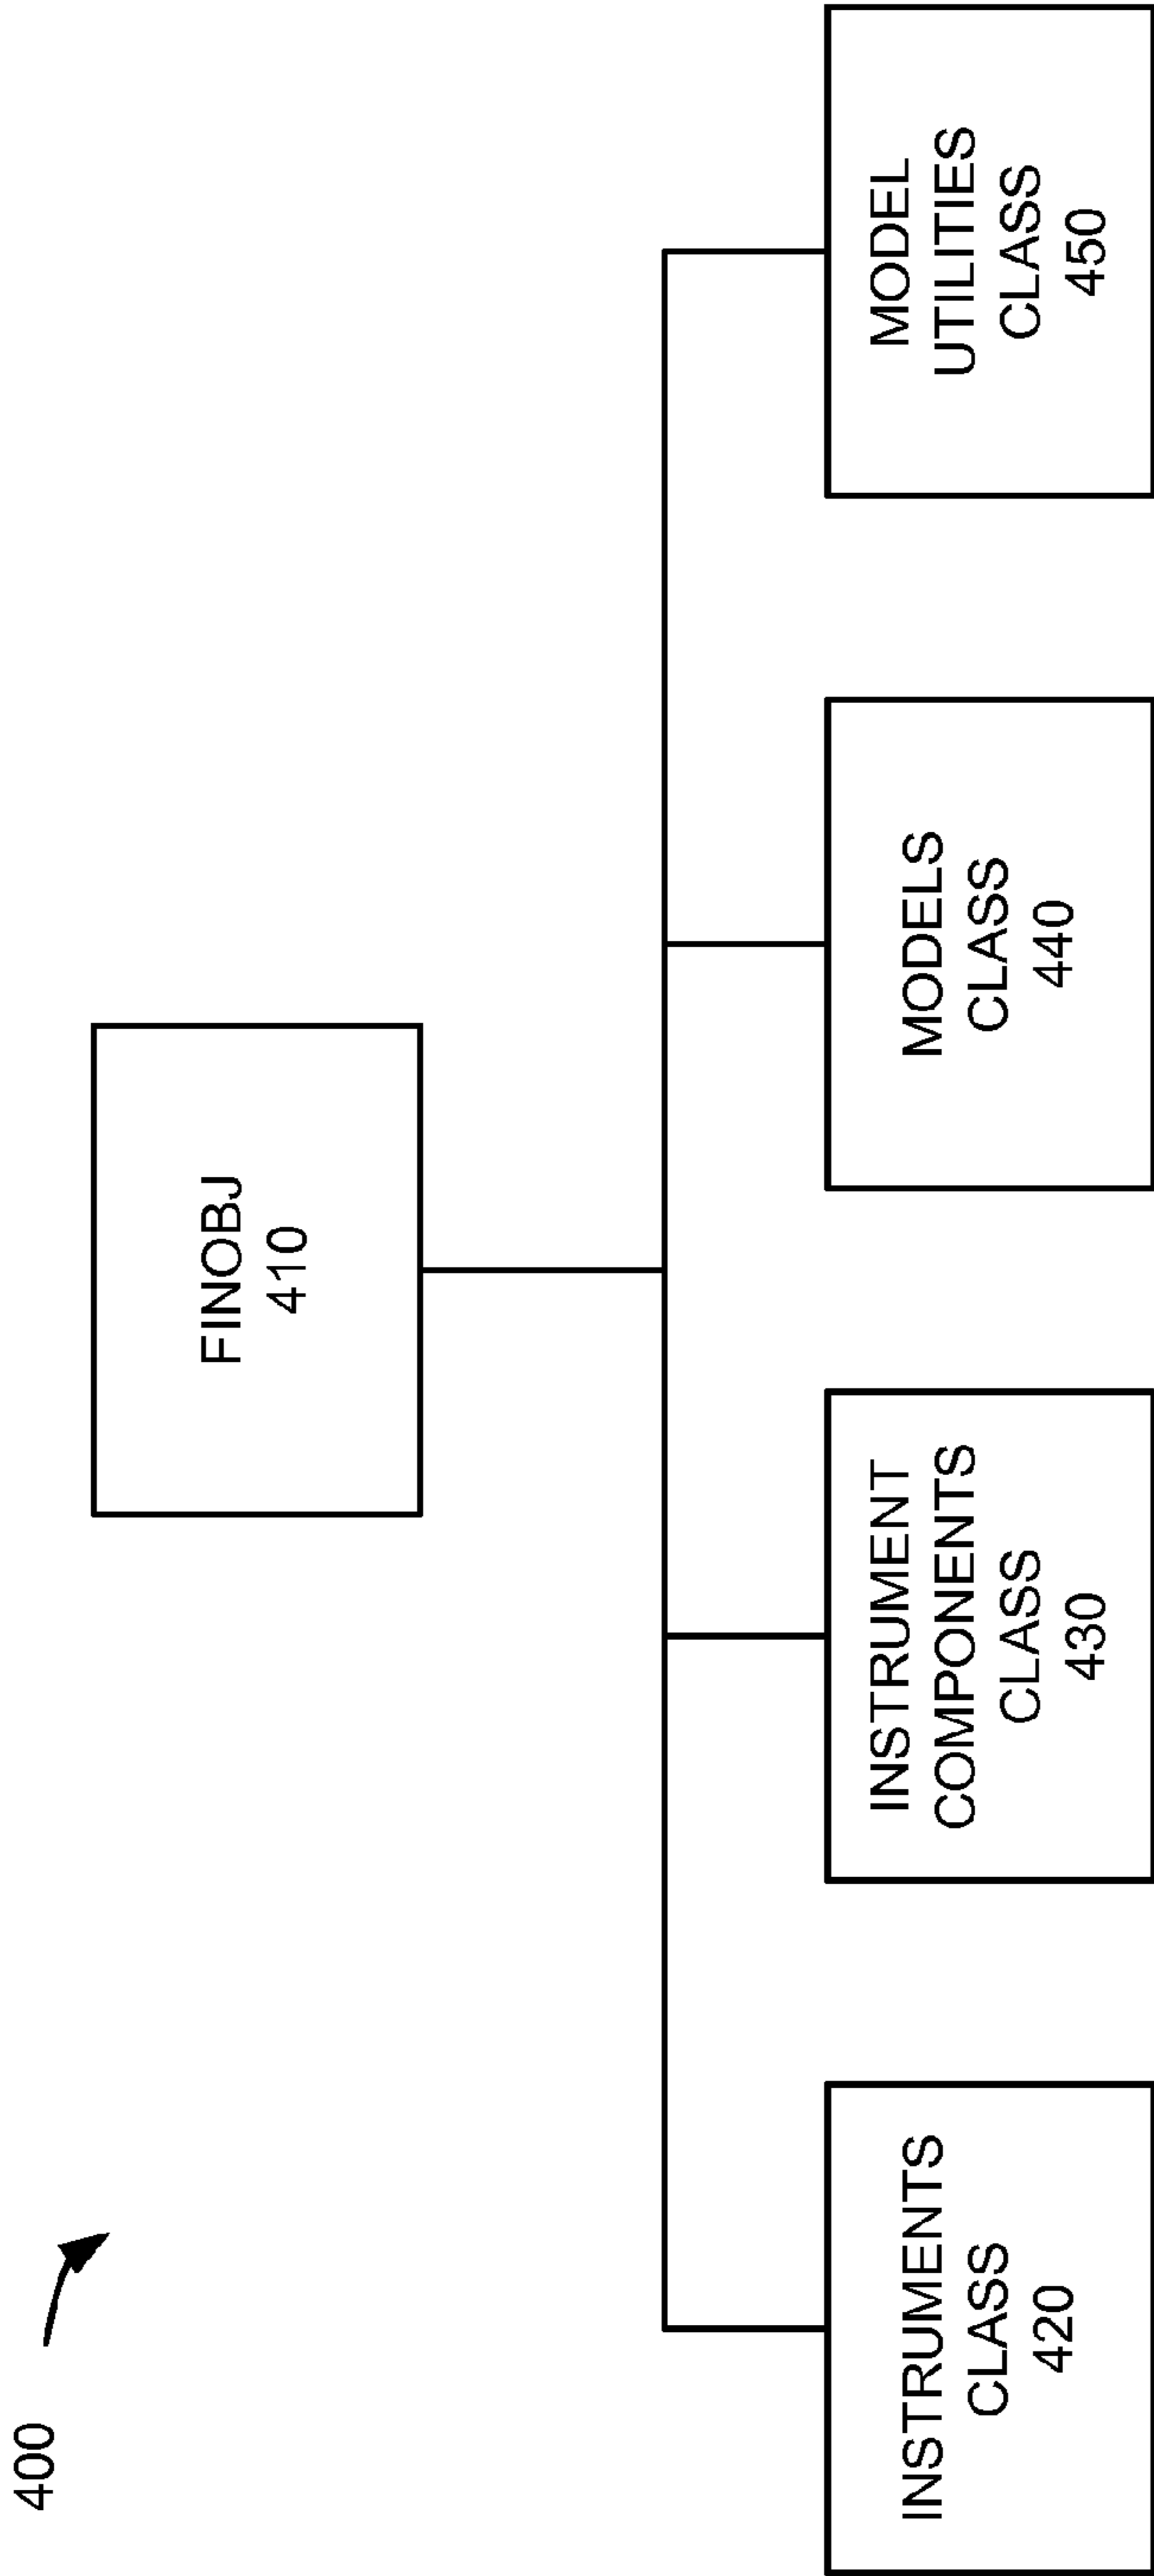 400
FINOBJ
410
INSTRUMENTS
CLASS
420
INSTRUMENT
COMPONENTS
CLASS
430
MODELS
CLASS
440
MODEL
UTILITIES
CLASS
450